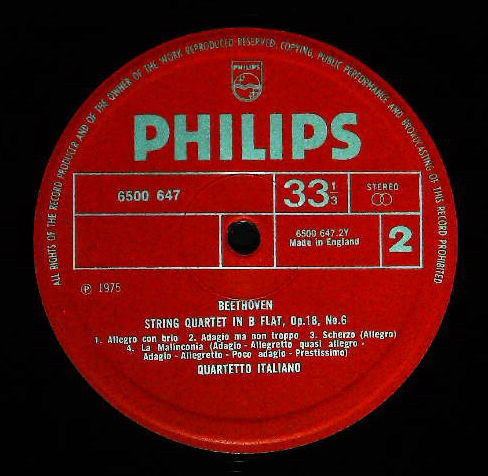 ALL RIGHTS OF THE RECORD PRODUCER AND OF THE OWNER OF THE WORK REPRODUCED RESERVED. COPYING, PUBLIC PERFORMANCE AND BROADCASTING OF THIS RECORD PROHIBITED
PHILIPS
PHILIPS
6500 647
33 1/3
STEREO
6500 647.2Y
Made in England
2
Ⓟ 1975
BEETHOVEN
STRING QUARTET IN B FLAT, Op.18, No.6
1. Allegro con brio 2. Adagio ma non troppo 3. Scherzo (Allegro)
4. La Malinconia (Adagio - Allegretto quasi allegro -
Adagio - Allegretto - Poco adagio - Prestissimo)
QUARTETTO ITALIANO